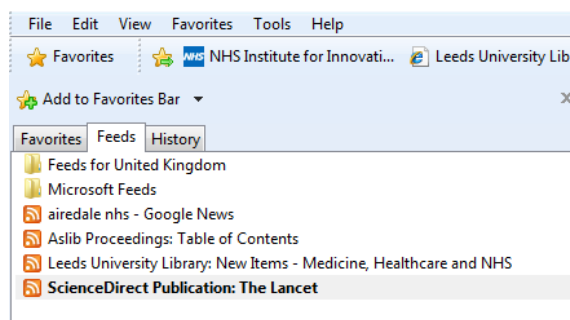 File Edit View Favorites Tools Help
Favorites NHS NHS Institute for Innovati... Leeds University Lib
Add to Favorites Bar
Favorites Feeds History
Feeds for United Kingdom
Microsoft Feeds
airedale nhs - Google News
Aslib Proceedings: Table of Contents
Leeds University Library: New Items - Medicine, Healthcare and NHS
ScienceDirect Publication: The Lancet